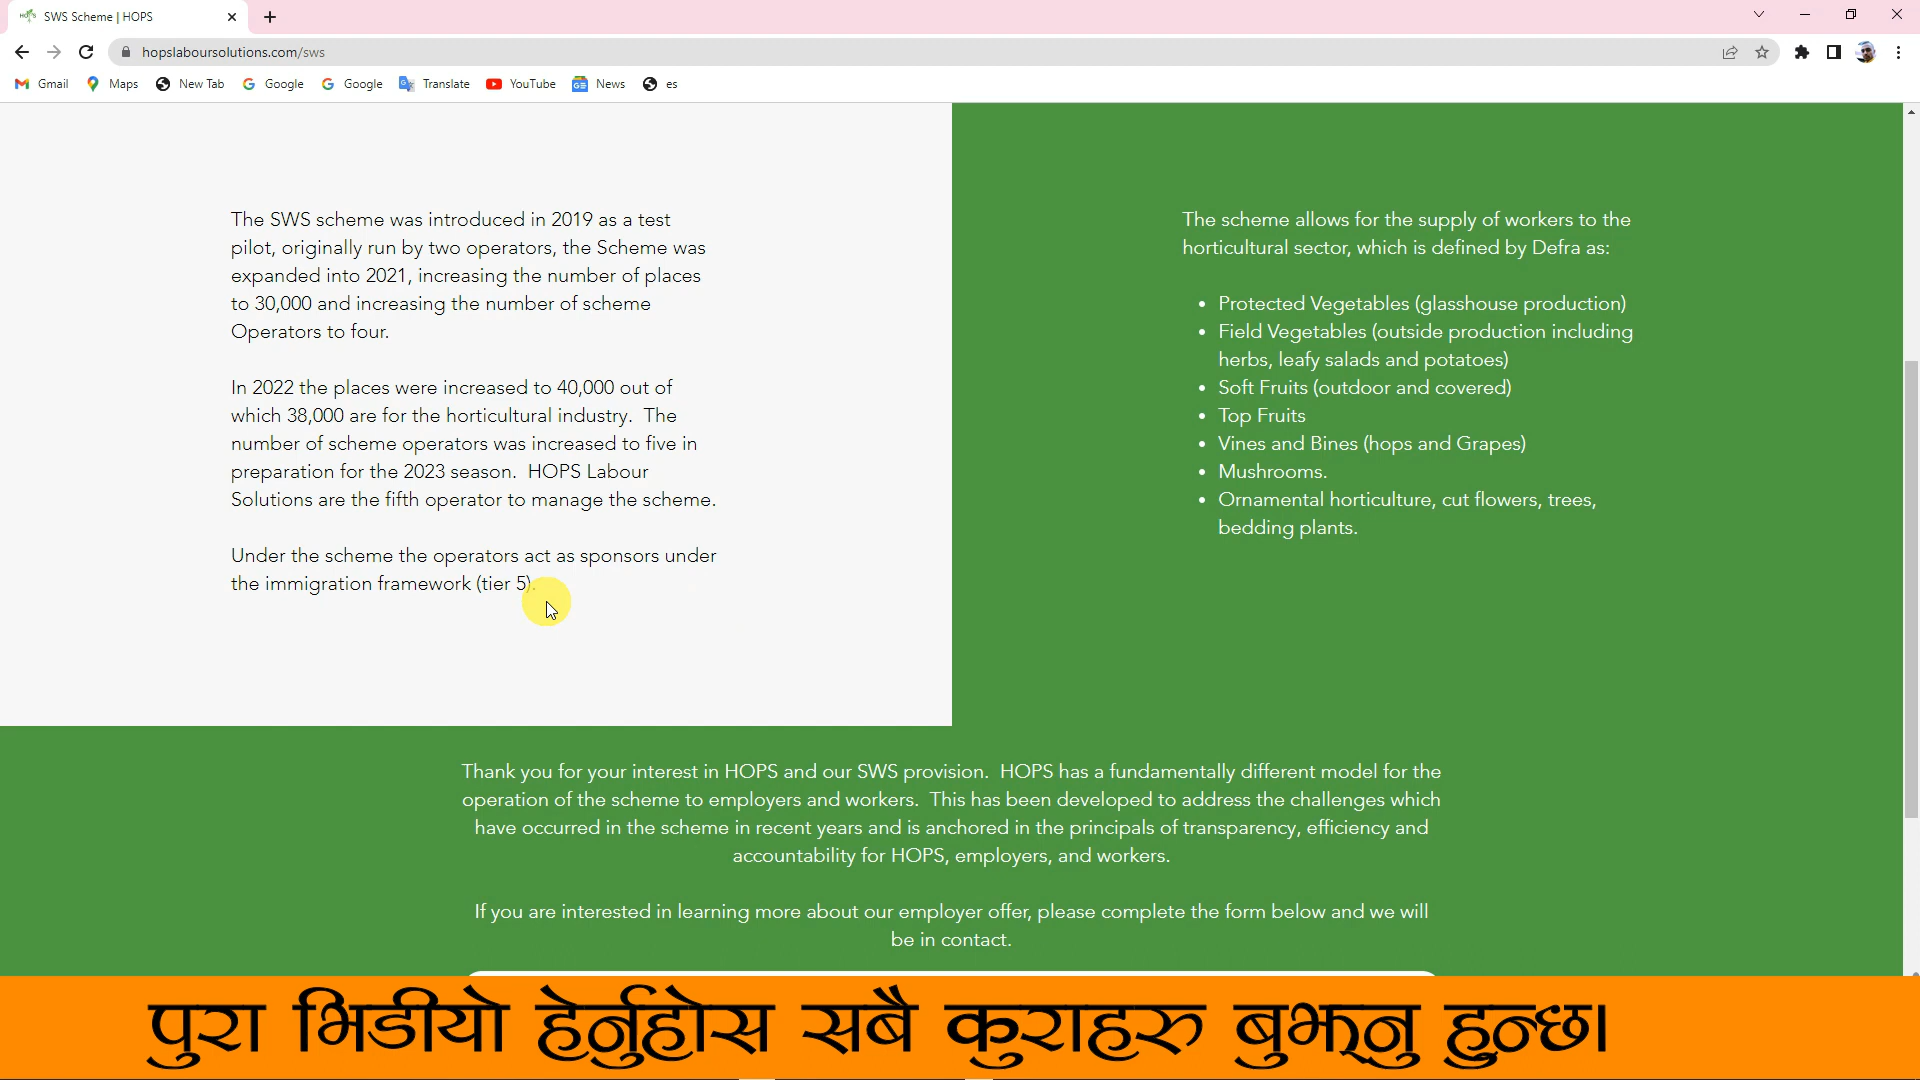 SWS Scheme | HOPS
hopslaboursolutions.com/sws
Gmail Maps New Tab Google Google Translate YouTube News es
The SWS scheme was introduced in 2019 as a test
pilot, originally run by two operators, the Scheme was
expanded into 2021, increasing the number of places
to 30,000 and increasing the number of scheme
Operators to four.
In 2022 the places were increased to 40,000 out of
which 38,000 are for the horticultural industry. The
number of scheme operators was increased to five in
preparation for the 2023 season. HOPS Labour
Solutions are the fifth operator to manage the scheme.
Under the scheme the operators act as sponsors under
the immigration framework (tier 5).
The scheme allows for the supply of workers to the
horticultural sector, which is defined by Defra as:
• Protected Vegetables (glasshouse production)
• Field Vegetables (outside production including
herbs, leafy salads and potatoes)
• Soft Fruits (outdoor and covered)
• Top Fruits
• Vines and Bines (hops and Grapes)
• Mushrooms.
• Ornamental horticulture, cut flowers, trees,
bedding plants.
Thank you for your interest in HOPS and our SWS provision. HOPS has a fundamentally different model for the
operation of the scheme to employers and workers. This has been developed to address the challenges which
have occurred in the scheme in recent years and is anchored in the principals of transparency, efficiency and
accountability for HOPS, employers, and workers.
If you are interested in learning more about our employer offer, please complete the form below and we will
be in contact.
पुरा भिडीयो हेर्नुहोस सबै कुराहरु बुझ्नु हुन्छ।